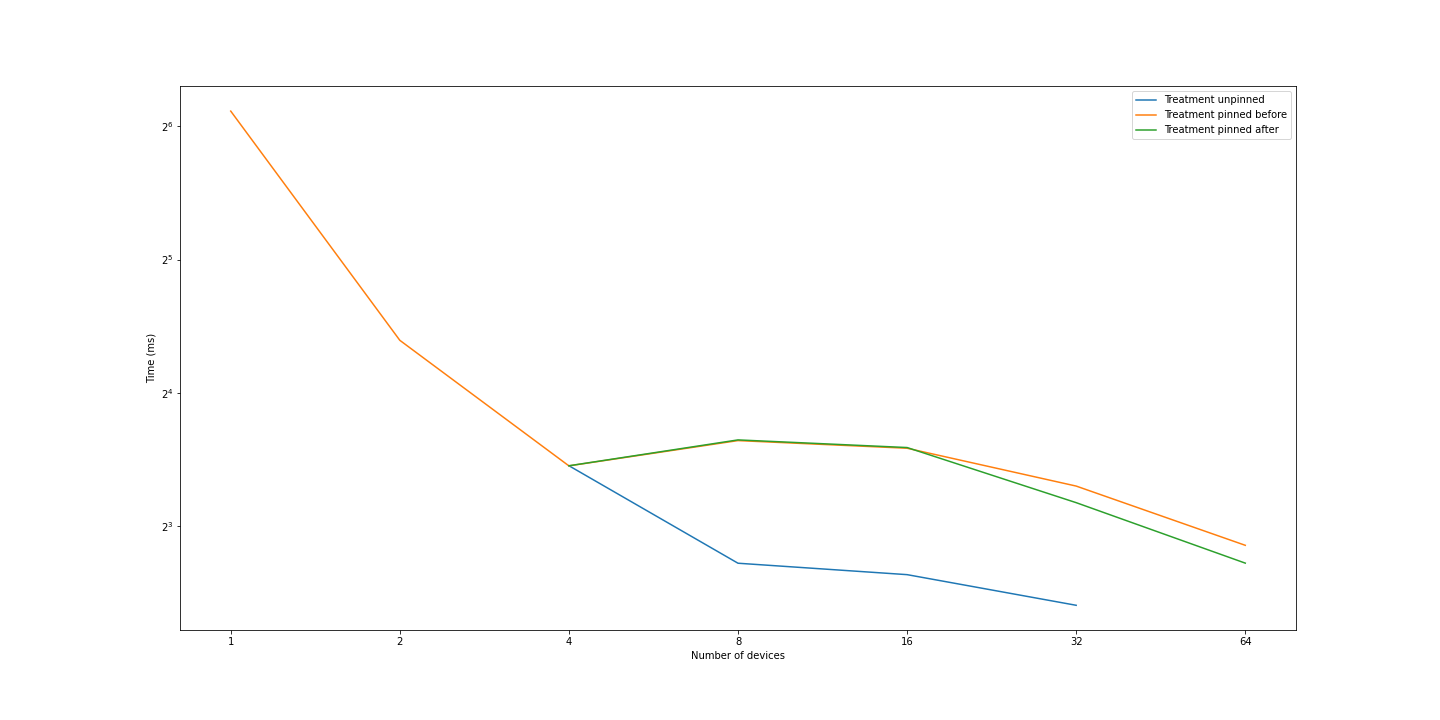 Treatment unpinned
Treatment pinned before
Treatment pinned after
2⁶
2⁵
2⁴
2³
Time (ms)
1 2 4 8 16 32 64
Number of devices